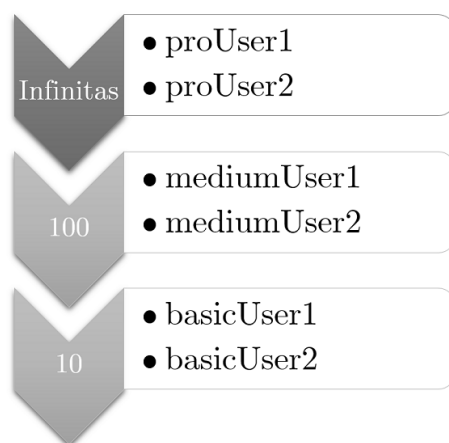 Infinitas
• proUser1
• proUser2
100
• mediumUser1
• mediumUser2
10
• basicUser1
• basicUser2